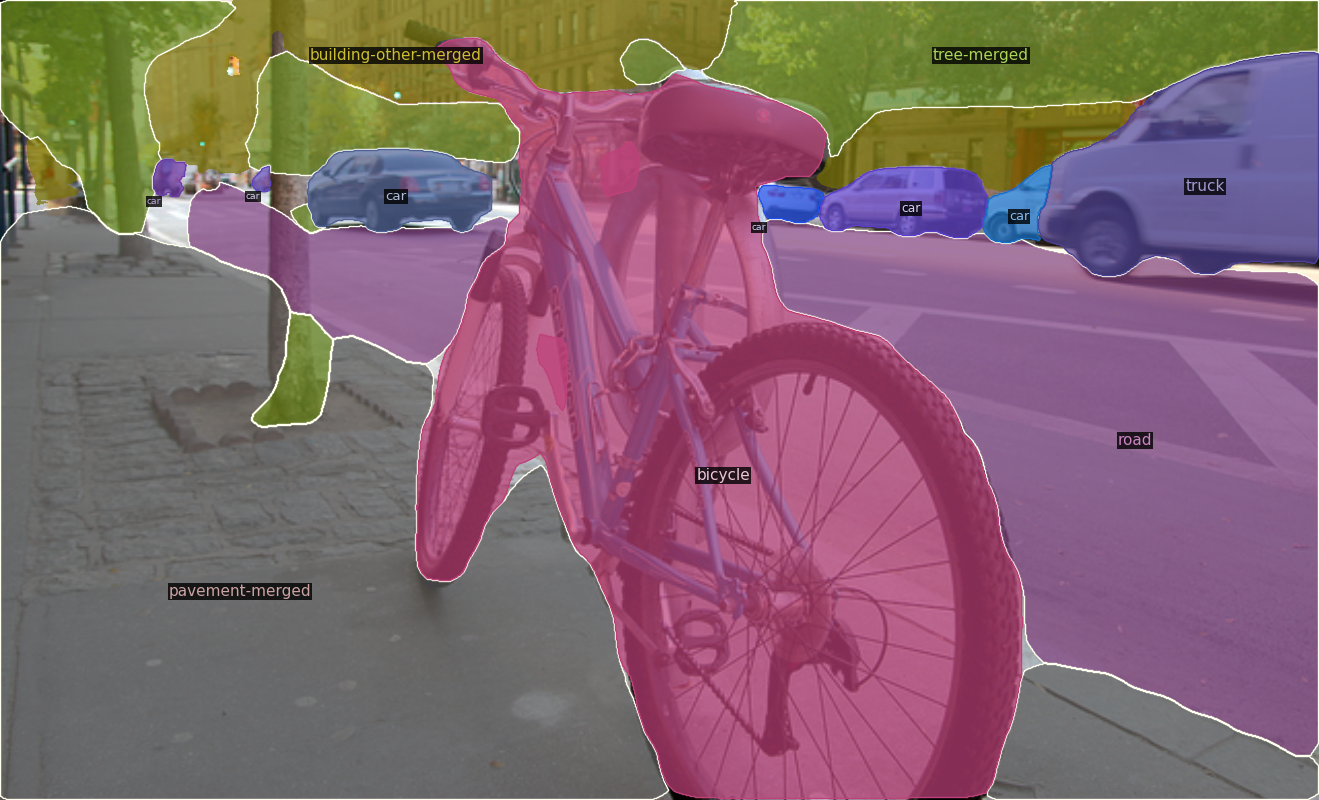 building-other-merged
tree-merged
car
car
car
truck
car
car
car
road
bicycle
pavement-merged